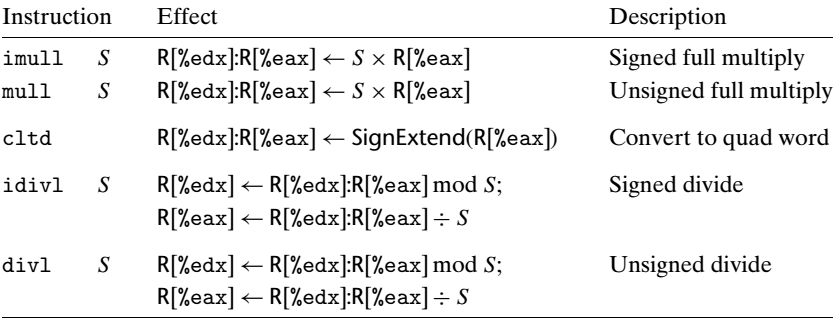 Instruction Effect Description
imull S R[%edx]:R[%eax] ← S × R[%eax] Signed full multiply
mull S R[%edx]:R[%eax] ← S × R[%eax] Unsigned full multiply
cltd R[%edx]:R[%eax] ← SignExtend(R[%eax]) Convert to quad word
idivl S R[%edx] ← R[%edx]:R[%eax] mod S; Signed divide
R[%eax] ← R[%edx]:R[%eax] ÷ S
divl S R[%edx] ← R[%edx]:R[%eax] mod S; Unsigned divide
R[%eax] ← R[%edx]:R[%eax] ÷ S